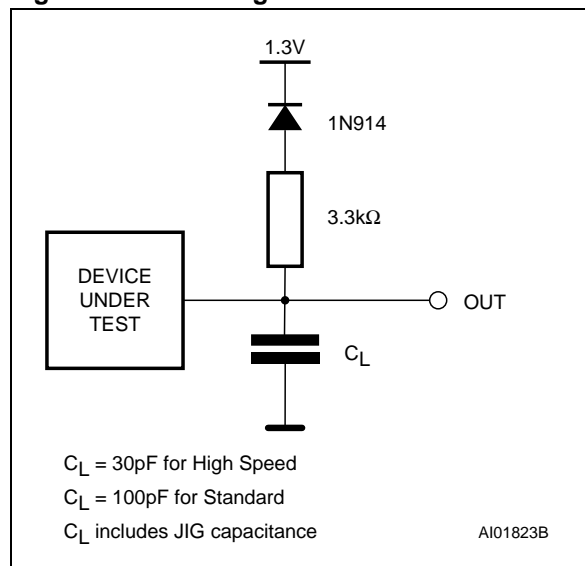 1.3V
1N914
3.3kΩ
DEVICE
UNDER
TEST
OUT
CL
CL = 30pF for High Speed
CL = 100pF for Standard
CL includes JIG capacitance
AI01823B